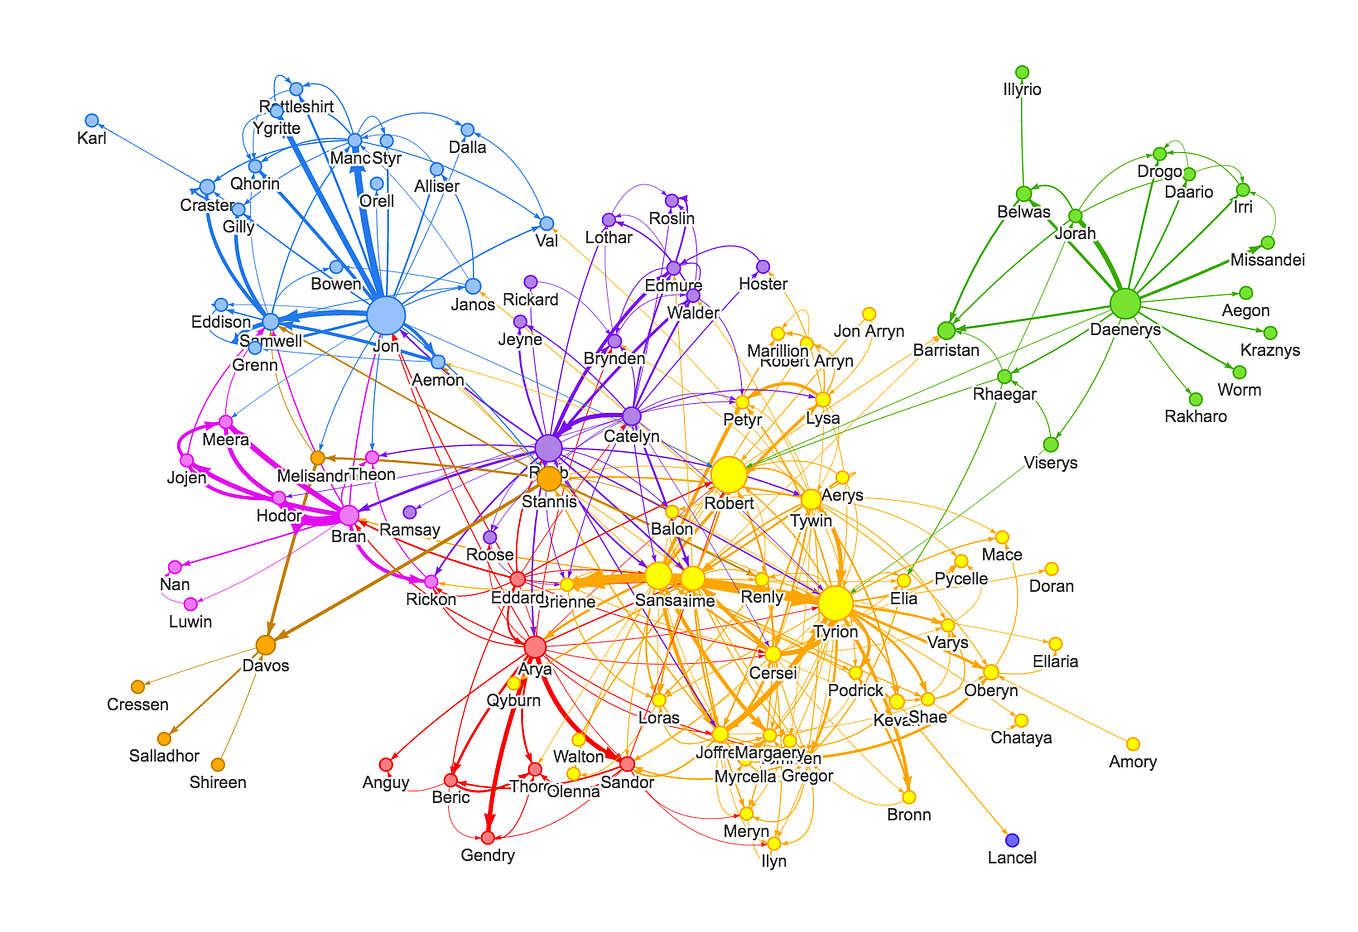 Illyrio
Karl
Rattleshirt
Ygritte
Dalla
Styr
Alliser
Qhorin
Orell
Craster
Gilly
Drogo
Daario
Irri
Belwas
Jorah
Roslin
Lothar
Val
Missandei
Bowen
Janos
Edmure
Hoster
Rickard
Walder
Aegon
Eddison
Samwell
Jon
Daenerys
Jeyne
Jon Arryn
Barristan
Kraznys
Grenn
Brynden
Marillion
Robert Arryn
Aemon
Rhaegar
Worm
Rakharo
Petyr
Lysa
Meera
Catelyn
Viserys
Jojen
Theon
Stannis
Robert
Aerys
Hodor
Ramsay
Balon
Tywin
Bran
Roose
Mace
Pycelle
Nan
Rickon
Eddard
Brienne
Sansa
Renly
Elia
Doran
Luwin
Tyrion
Varys
Davos
Arya
Cersei
Ellaria
Podrick
Oberyn
Cressen
Qyburn
Loras
Shae
Chataya
Salladhor
Walton
Margaery
Shireen
Anguy
Beric
Olenna
Sandor
Myrcella
Gregor
Amory
Bronn
Meryn
Gendry
Ilyn
Lancel